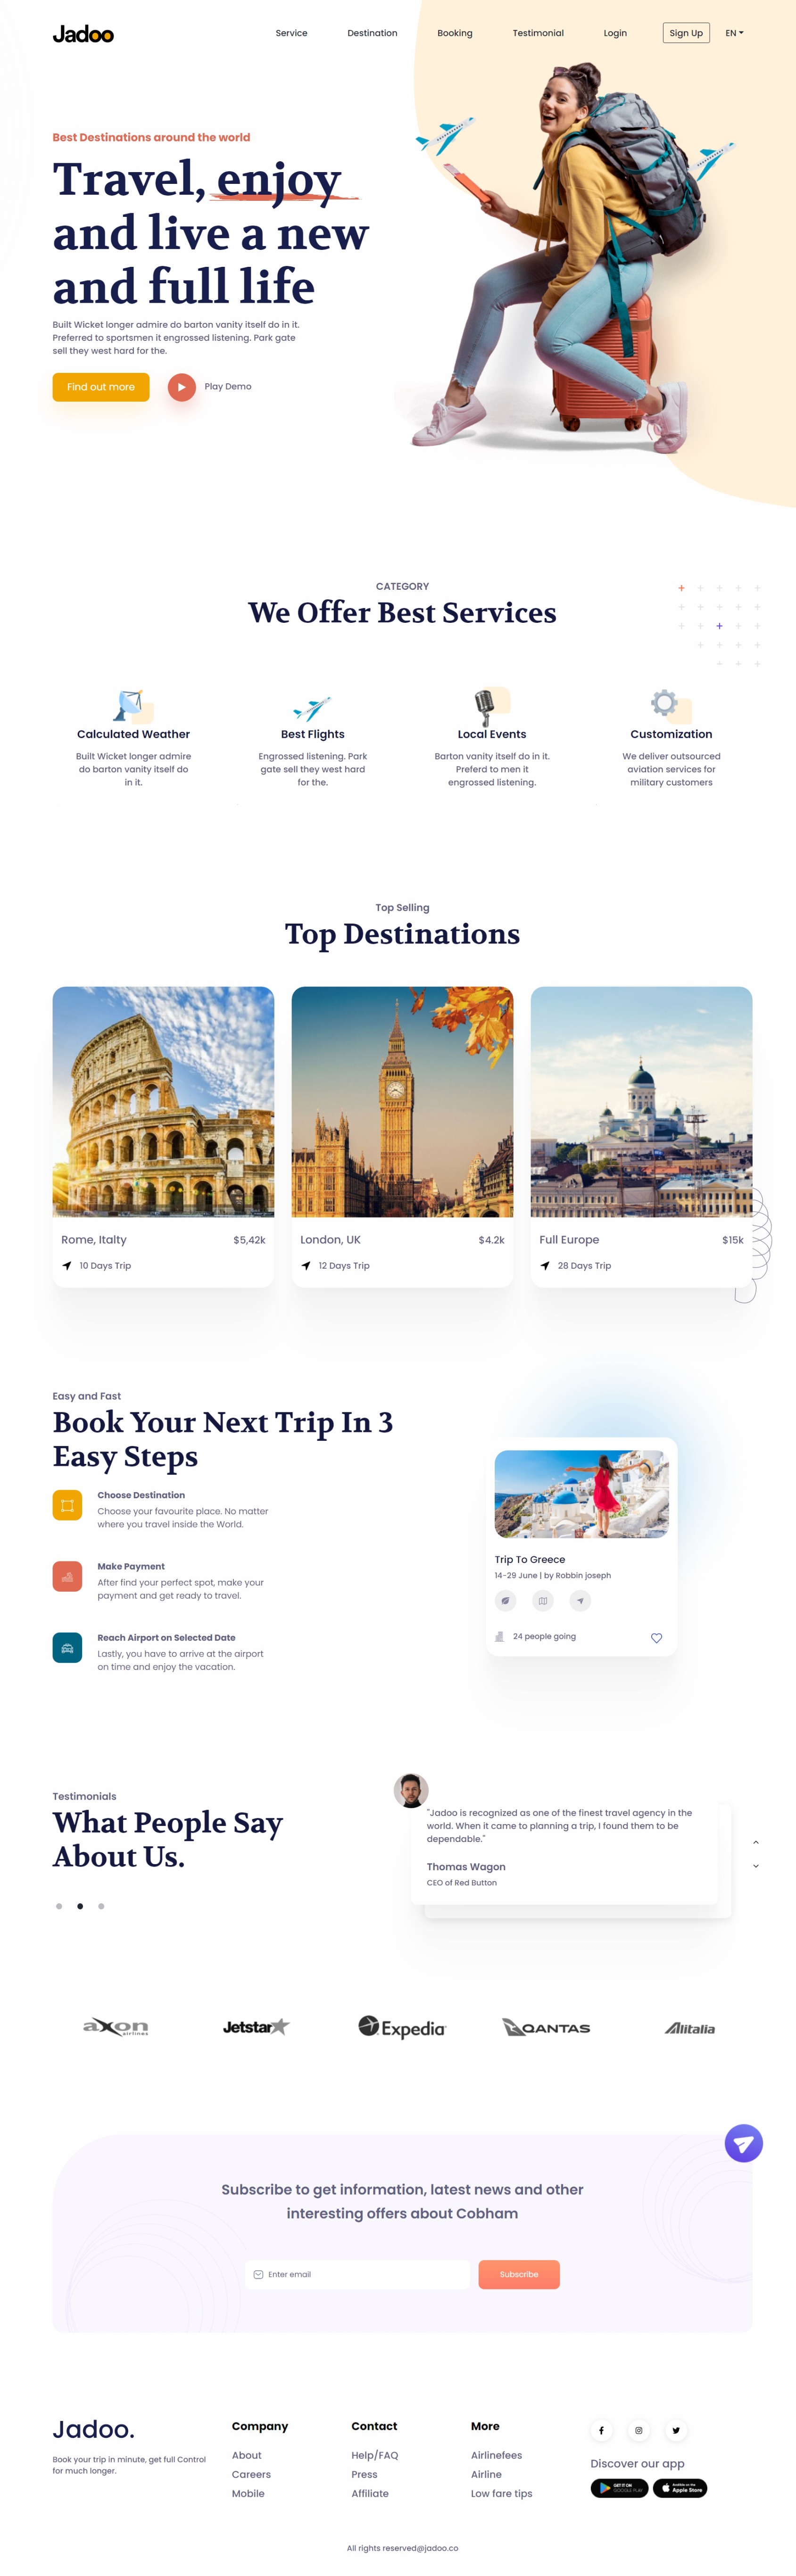 Jadoo
Service
Destination
Booking
Testimonial
Login
Sign Up
EN
Best Destinations around the world
Travel, enjoy
and live a new
and full life
Built Wicket longer admire do barton vanity itself do in it.
Preferred to sportsmen it engrossed listening. Park gate
sell they west hard for the.
Find out more
Play Demo
CATEGORY
We Offer Best Services
Calculated Weather
Built Wicket longer admire
do barton vanity itself do
in it.
Best Flights
Engrossed listening. Park
gate sell they west hard
for the.
Local Events
Barton vanity itself do in it.
Preferd to men it
engrossed listening.
Customization
We deliver outsourced
aviation services for
military customers
Top Selling
Top Destinations
Rome, Italty
$5,42k
10 Days Trip
London, UK
$4.2k
12 Days Trip
Full Europe
$15k
28 Days Trip
Easy and Fast
Book Your Next Trip In 3
Easy Steps
Choose Destination
Choose your favourite place. No matter
where you travel inside the World.
Make Payment
After find your perfect spot, make your
payment and get ready to travel.
Reach Airport on Selected Date
Lastly, you have to arrive at the airport
on time and enjoy the vacation.
Trip To Greece
14-29 June | by Robbin joseph
24 people going
Testimonials
What People Say
About Us.
"Jadoo is recognized as one of the finest travel agency in the
world. When it came to planning a trip, I found them to be
dependable."
Thomas Wagon
CEO of Red Button
axon
airlines
Jetstar
Expedia
QANTAS
Alitalia
Subscribe to get information, latest news and other
interesting offers about Cobham
Enter email
Subscribe
Jadoo.
Book your trip in minute, get full Control
for much longer.
Company
About
Careers
Mobile
Contact
Help/FAQ
Press
Affiliate
More
Airlinefees
Airline
Low fare tips
Discover our app
GET IT ON
GOOGLE PLAY
Available on the
Apple Store
All rights reserved@jadoo.co